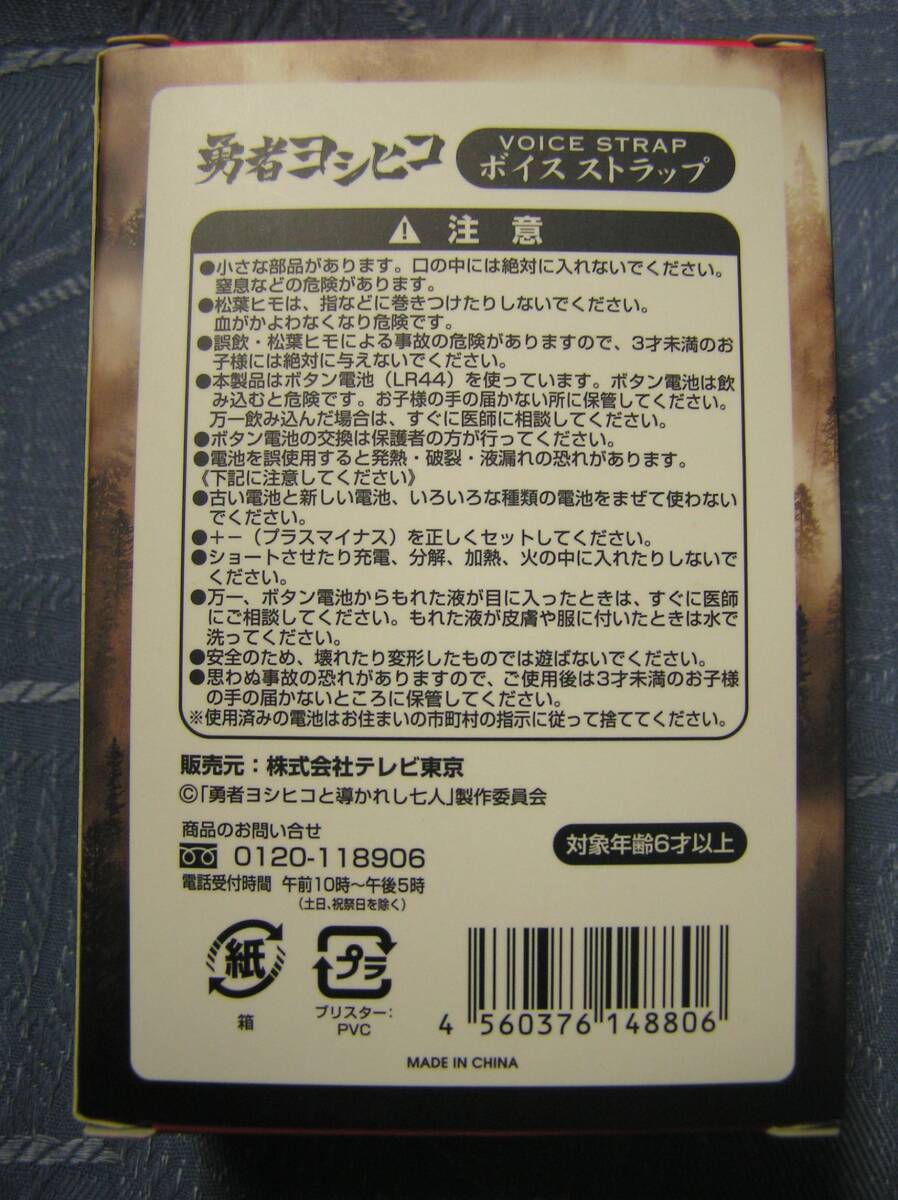 勇者ヨシヒコ
VOICE STRAP
ボイス ストラップ
注 意
●小さな部品があります。口の中には絶対に入れないでください。
窒息などの危険があります。
●松葉ヒモは、指などに巻きつけたりしないでください。
血がかよわなくなり危険です。
●誤飲・松葉ヒモによる事故の危険がありますので、3才未満のお
子様には絶対に与えないでください。
●本製品はボタン電池（LR44）を使っています。ボタン電池は飲
み込むと危険です。お子様の手の届かない所に保管してください。
万一飲み込んだ場合は、すぐに医師に相談してください。
●ボタン電池の交換は保護者の方が行ってください。
●電池を誤使用すると発熱・破裂・液漏れの恐れがあります。
《下記に注意してください》
●古い電池と新しい電池、いろいろな種類の電池をまぜて使わない
でください。
●＋－（プラスマイナス）を正しくセットしてください。
●ショートさせたり充電、分解、加熱、火の中に入れたりしないで
ください。
●万一、ボタン電池からもれた液が目に入ったときは、すぐに医師
にご相談してください。もれた液が皮膚や服に付いたときは水で
洗ってください。
●安全のため、壊れたり変形したものでは遊ばないでください。
●思わぬ事故の恐れがありますので、ご使用後は3才未満のお子様
の手の届かないところに保管してください。
※使用済みの電池はお住まいの市町村の指示に従って捨ててください。
販売元：株式会社テレビ東京
©「勇者ヨシヒコと導かれし七人」製作委員会
商品のお問い合せ
0120-118906
電話受付時間 午前10時～午後5時
（土日、祝祭日を除く）
対象年齢6才以上
紙
箱
プラ
ブリスター：
PVC
4 560376 148806
MADE IN CHINA